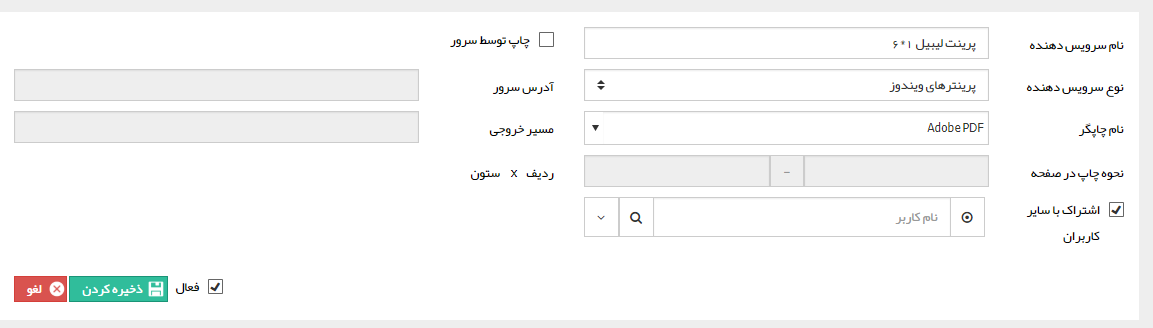 نام سرویس دهنده پرینت لیبیل ۱*۶ چاپ توسط سرور
نوع سرویس دهنده پرینترهای ویندوز آدرس سرور
نام چاپگر Adobe PDF مسیر خروجی
نحوه چاپ در صفحه - ردیف x ستون
اشتراک با سایر کاربران نام کاربر
فعال ذخیره کردن لغو